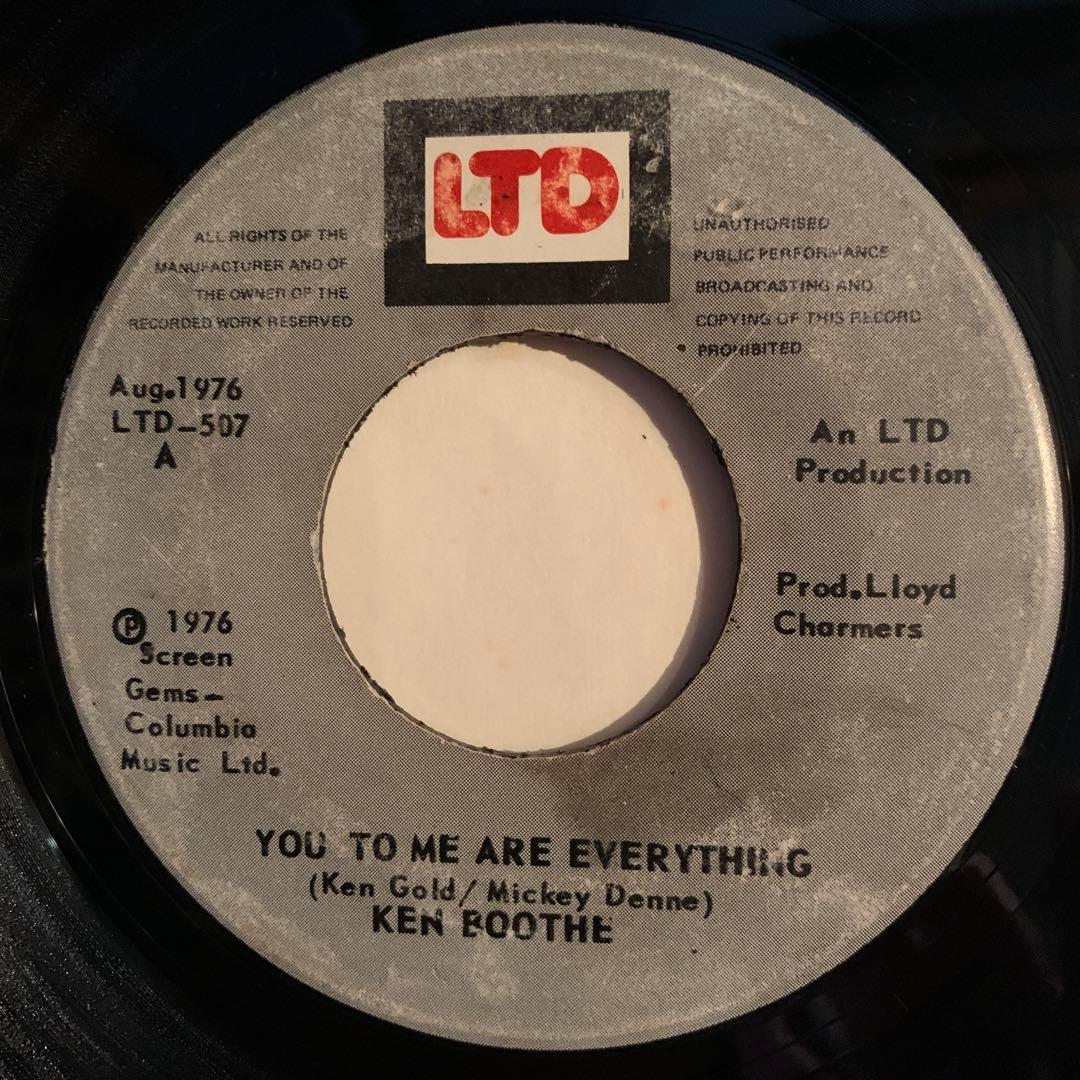 LTD
ALL RIGHTS OF THE
MANUFACTURER AND OF
THE OWNER OF THE
RECORDED WORK RESERVED
UNAUTHORISED
PUBLIC PERFORMANCE
BROADCASTING AND
COPYING OF THIS RECORD
PROHIBITED
Aug.1976
LTD-507
A
An LTD
Production
Prod.Lloyd
Charmers
℗ 1976
Screen
Gems-
Columbia
Music Ltd.
YOU TO ME ARE EVERYTHING
(Ken Gold/Mickey Denne)
KEN BOOTHE